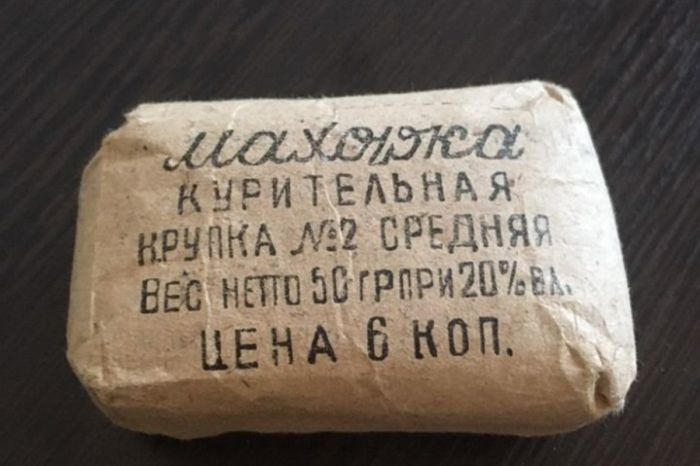 махорка
КУРИТЕЛЬНАЯ
КРУПКА №2 СРЕДНЯЯ
ВЕС НЕТТО 50 ГР ПРИ 20% ВЛ.
ЦЕНА 6 КОП.